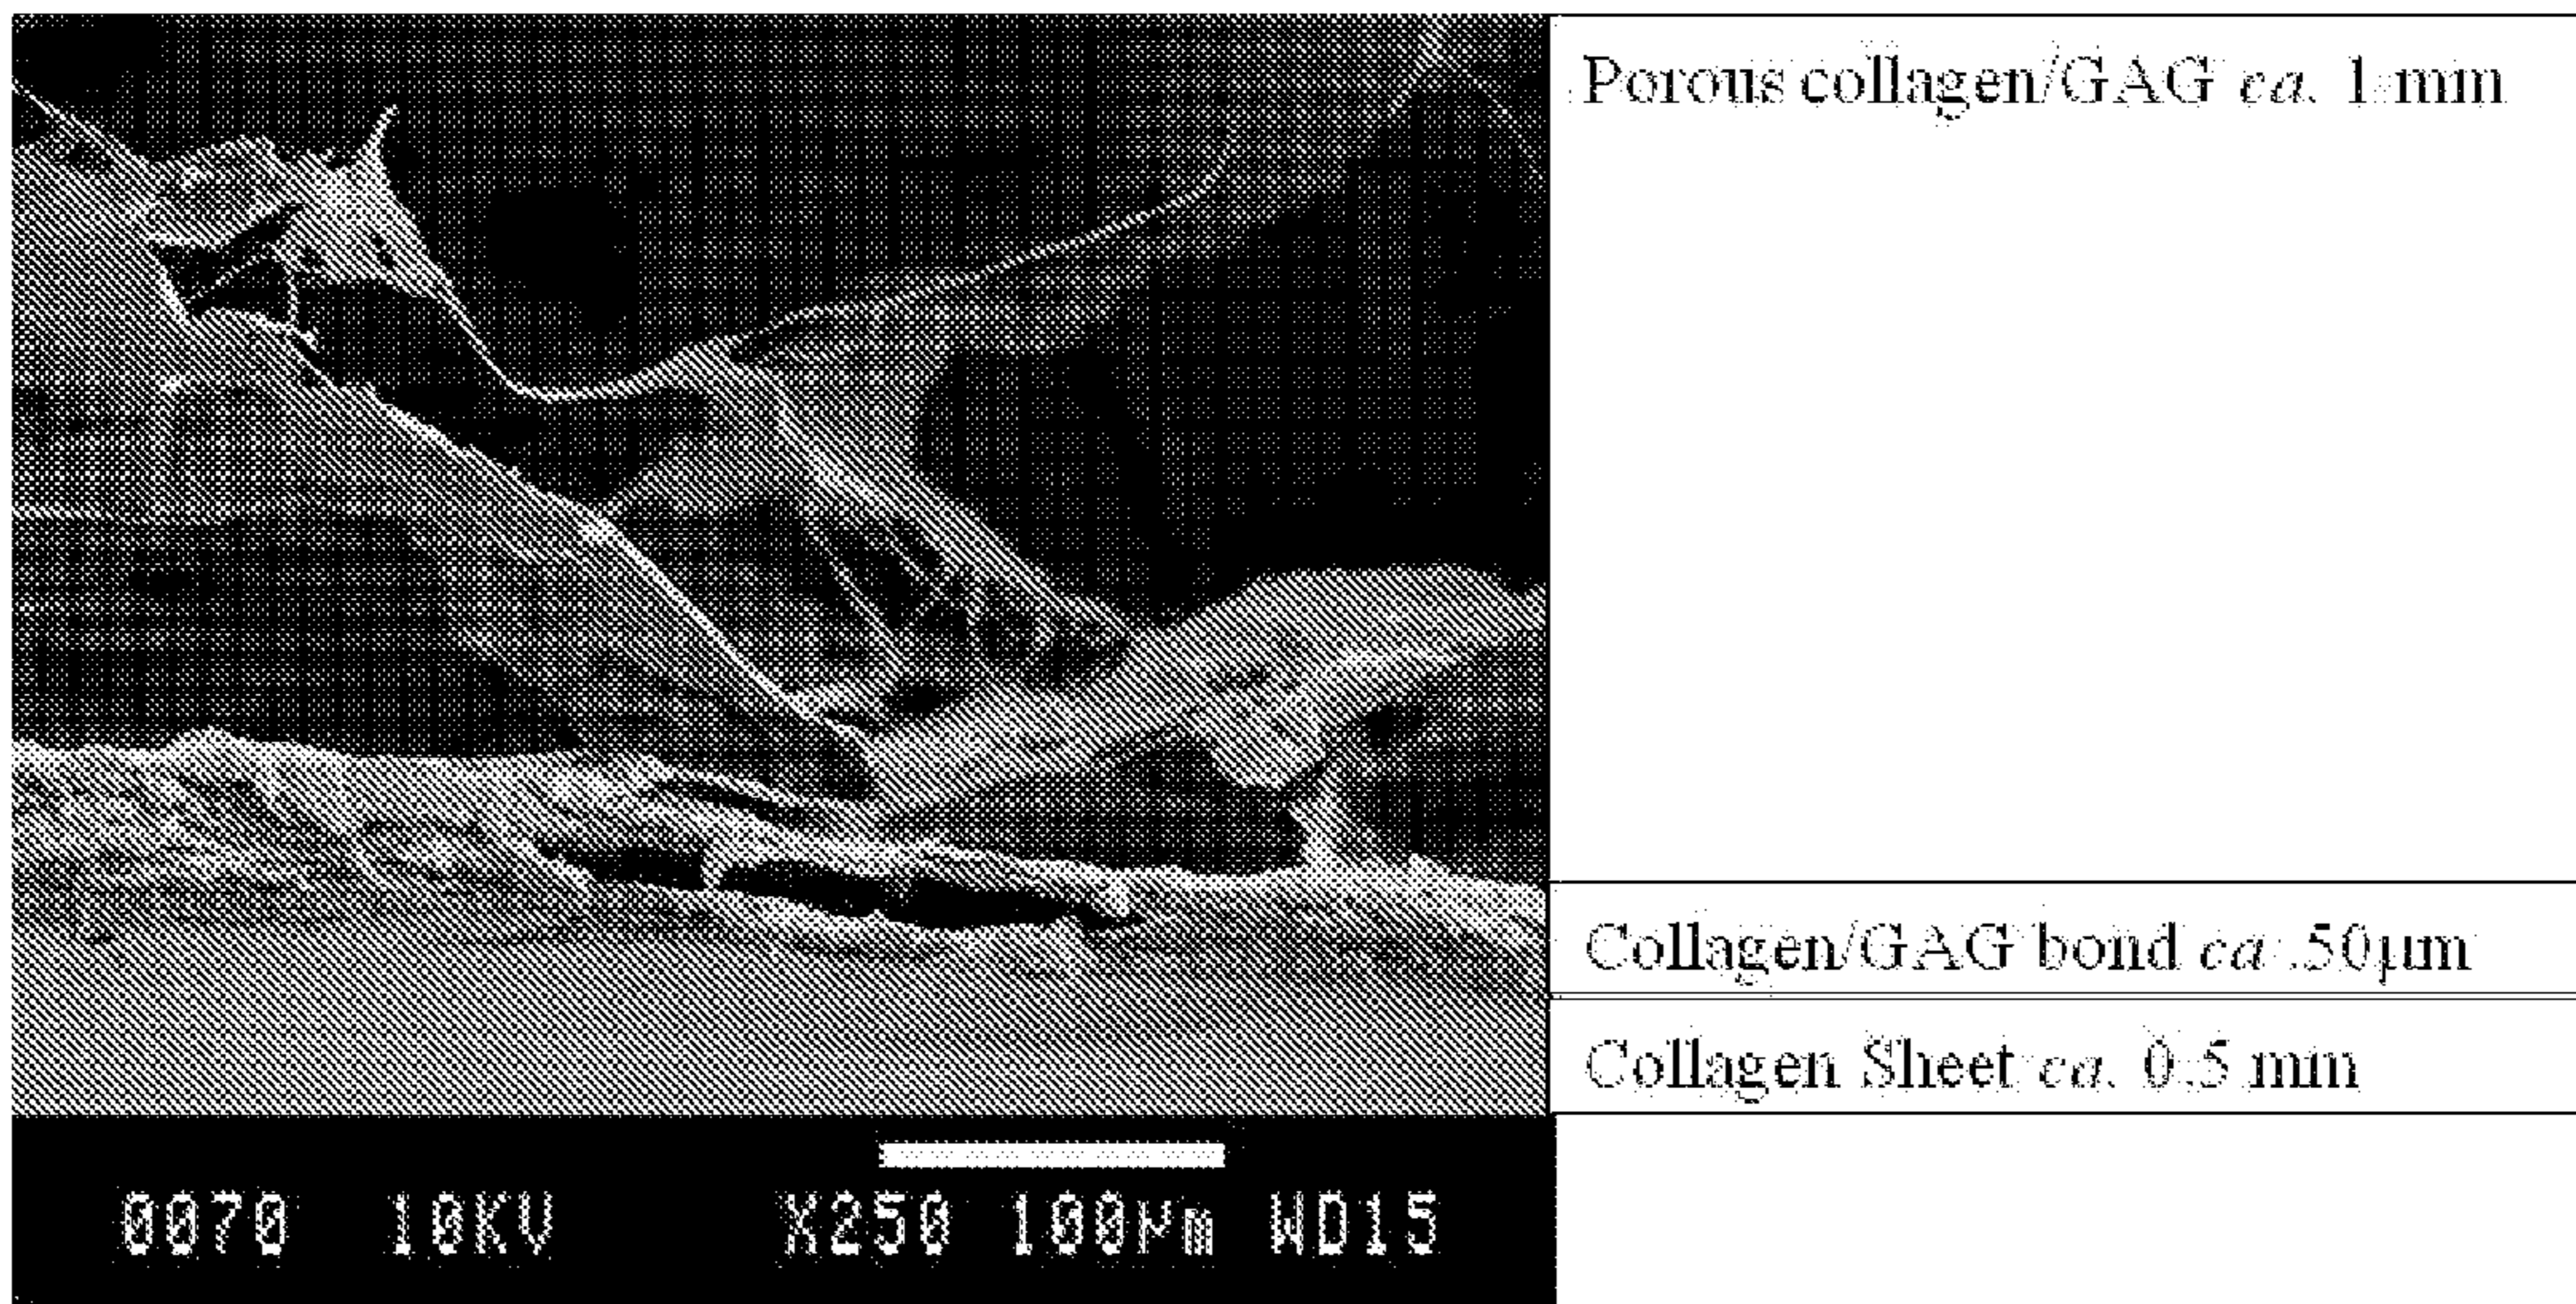 Porous collagen/GAG ca. 1 mm
Collagen/GAG bond ca .50µm
Collagen Sheet ca. 0.5 mm
0070 10KV X250 100µm WD15